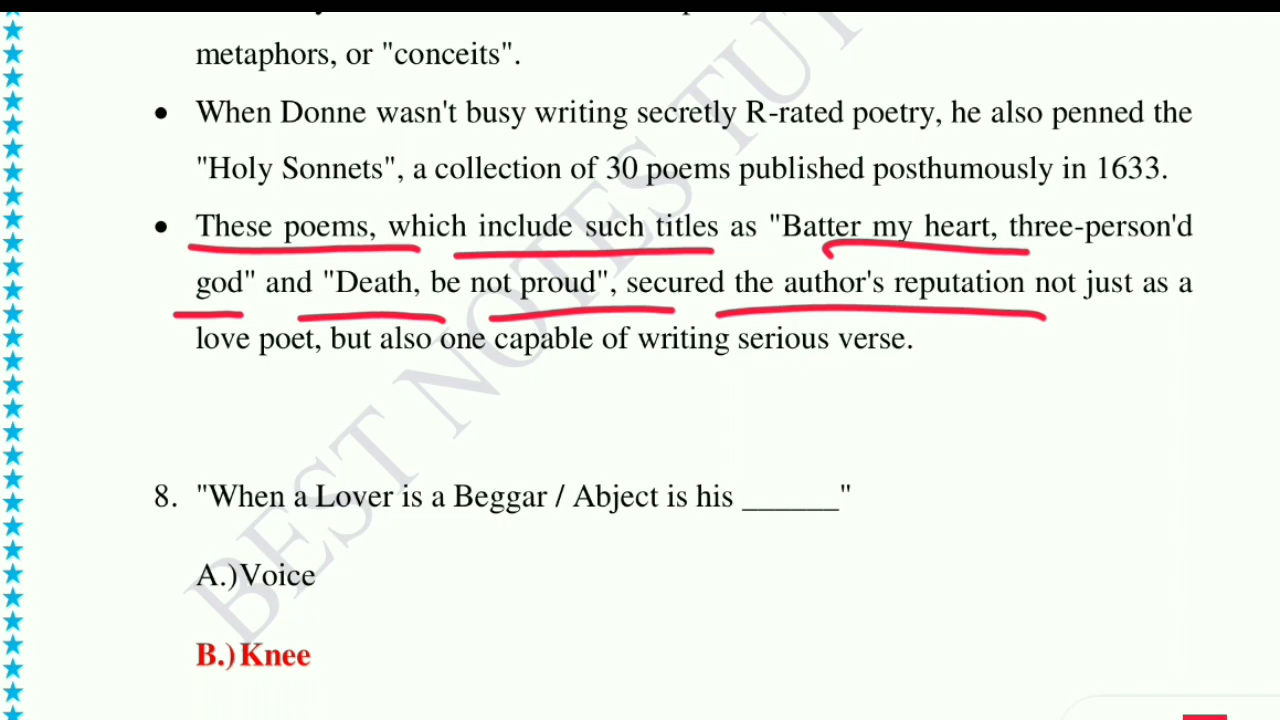 metaphors, or "conceits".
• When Donne wasn't busy writing secretly R-rated poetry, he also penned the
"Holy Sonnets", a collection of 30 poems published posthumously in 1633.
• These poems, which include such titles as "Batter my heart, three-person'd
god" and "Death, be not proud", secured the author's reputation not just as a
love poet, but also one capable of writing serious verse.
8. "When a Lover is a Beggar / Abject is his ______"
A.)Voice
B.) Knee
BEST NOTES TUT